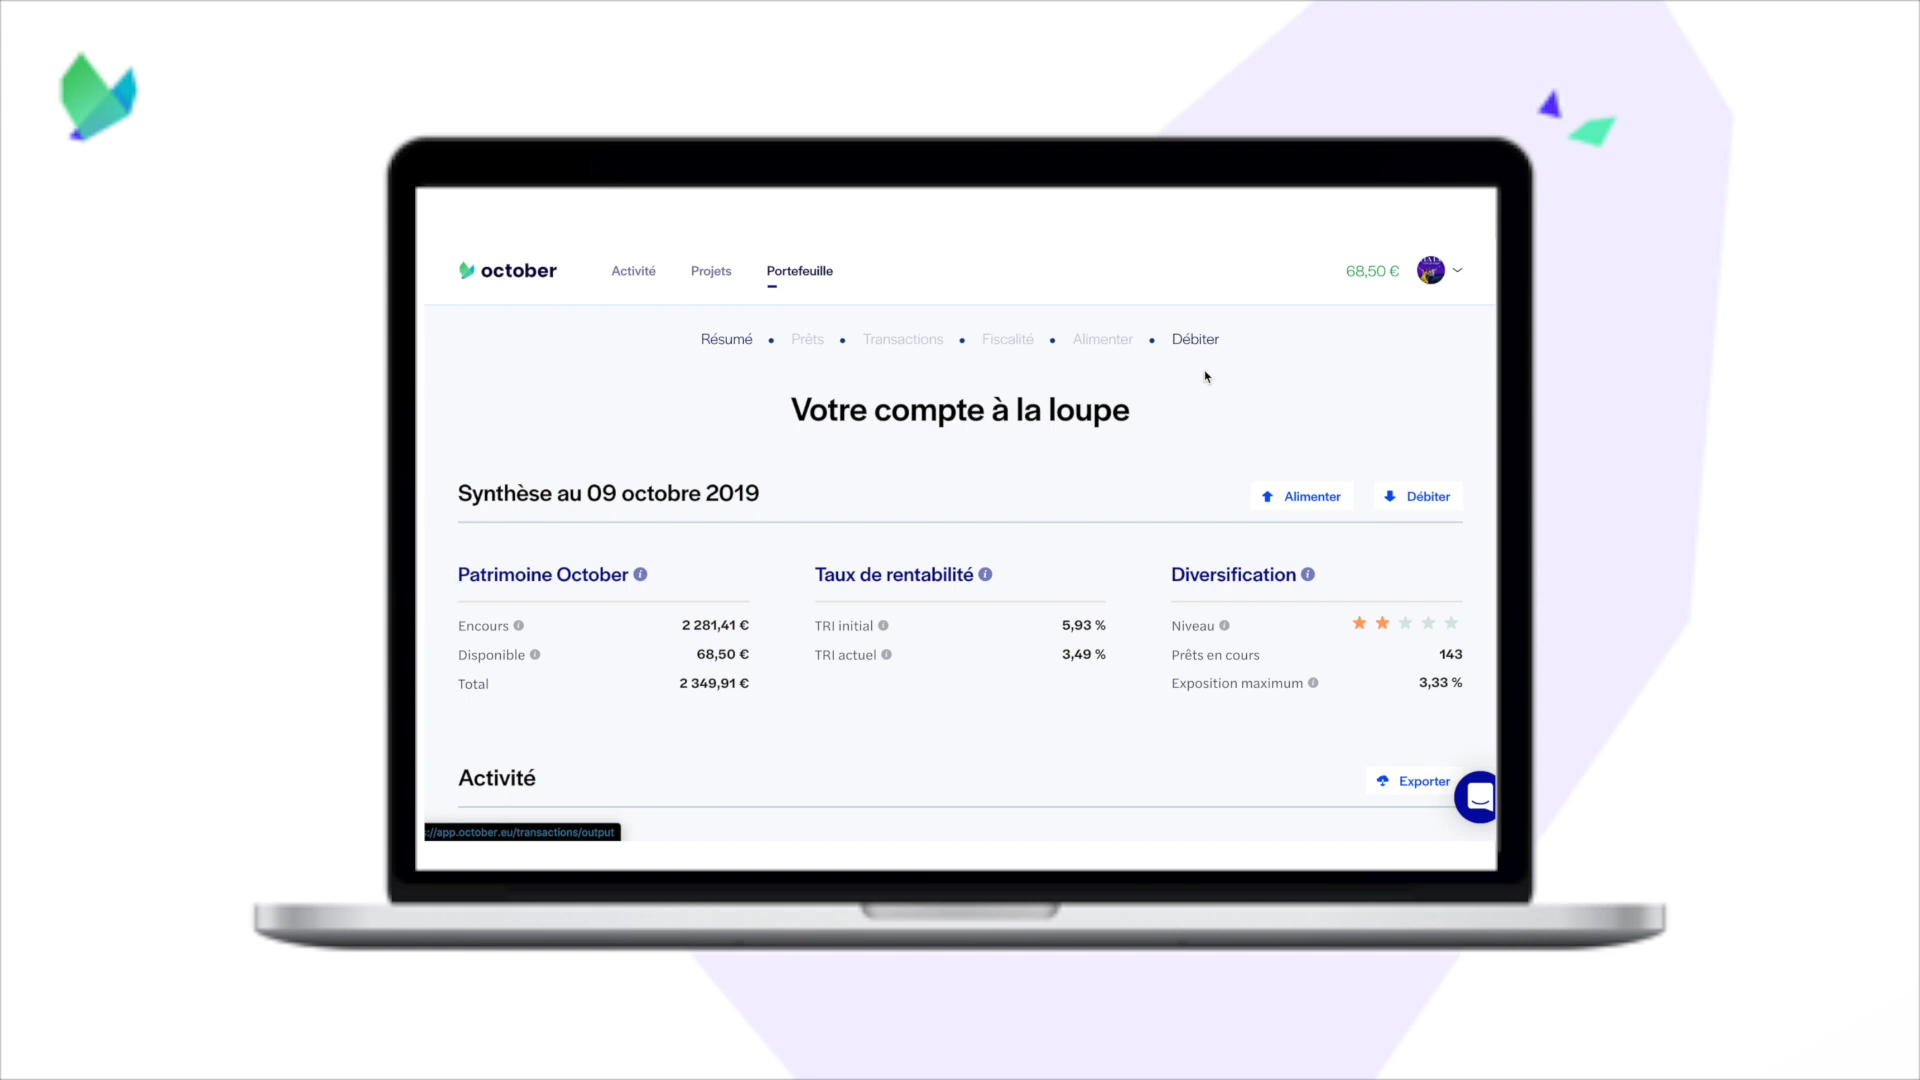 october Activité Projets Portefeuille 68,50 €
Résumé • Prêts • Transactions • Fiscalité • Alimenter • Débiter
Votre compte à la loupe
Synthèse au 09 octobre 2019 Alimenter Débiter
Patrimoine October
Encours 2 281,41 €
Disponible 68,50 €
Total 2 349,91 €
Taux de rentabilité
TRI initial 5,93 %
TRI actuel 3,49 %
Diversification
Niveau
Prêts en cours 143
Exposition maximum 3,33 %
Activité Exporter
://app.october.eu/transactions/output